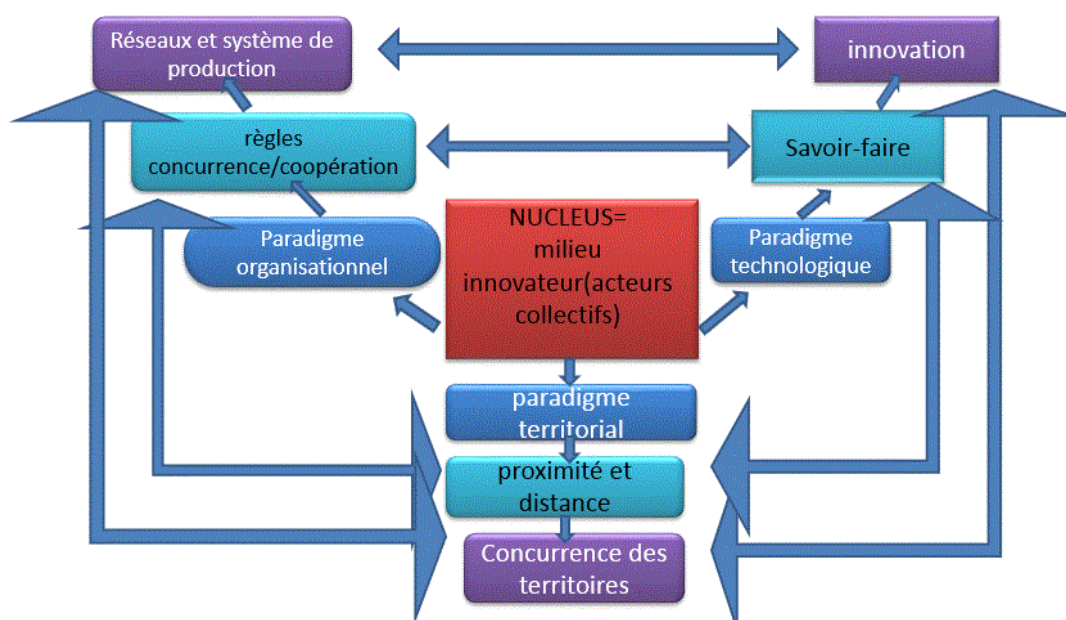 Réseaux et système de
production
innovation
règles
concurrence/coopération
Savoir-faire
Paradigme
organisationnel
NUCLEUS=
milieu
innovateur(acteurs
collectifs)
Paradigme
technologique
paradigme
territorial
proximité et
distance
Concurrence des
territoires